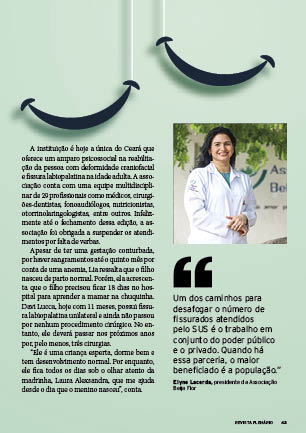 A instituição é hoje a única do Ceará que
oferece um amparo psicossocial na reabilita-
ção da pessoa com deformidade craniofacial
e fissura labiopalatina na idade adulta. A asso-
ciação conta com uma equipe multidiscipli-
nar de 29 profissionais como médicos, cirurgi-
ões-dentistas, fonoaudiólogos, nutricionistas,
otorrinolaringologistas, entre outros. Infeliz-
mente até o fechamento dessa edição, a as-
sociação foi obrigada a suspender os atendi-
mentos por falta de verbas.
Apesar de ter uma gestação conturbada,
por haver sangramentos até o quinto mês por
conta de uma anemia, Lia ressalta que o filho
nasceu de parto normal. Porém, ela acrescen-
ta que o filho precisou ficar 18 dias no hos-
pital para aprender a mamar na chuquinha.
Davi Lucca, hoje com 11 meses, possui fissu-
ra labiopalatina unilateral e ainda não passou
por nenhum procedimento cirúrgico. No en-
tanto, ele deverá passar nos próximos anos
por, pelo menos, três cirurgias.
"Ele é uma criança esperta, dorme bem e
tem desenvolvimento normal. Por enquanto,
ele fica todos os dias sob o olhar atento da
madrinha, Laura Alexsandra, que me ajuda
desde o dia que o menino nasceu", conta.
Um dos caminhos para
desafogar o número de
fissurados atendidos
pelo SUS é o trabalho em
conjunto do poder público
e o privado. Quando há
essa parceria, o maior
beneficiado é a população."
Elyne Lacerda, presidente da Associação
Beija Flor
REVISTA PLENÁRIO 43